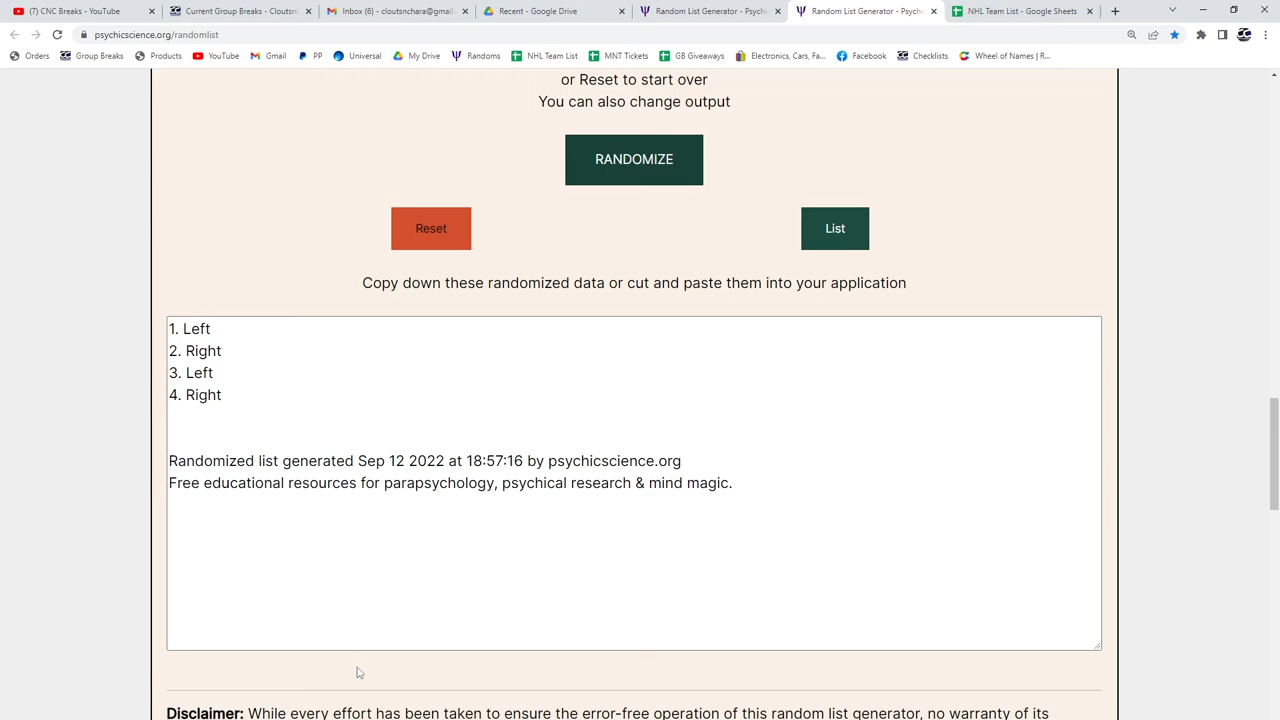 (7) CNC Breaks - YouTube
Current Group Breaks - CloutsnC
Inbox (6) - cloutsnchara@gmail
Recent - Google Drive
Random List Generator - Psychic
Random List Generator - Psychic
NHL Team List - Google Sheets
psychicscience.org/randomlist
Orders
Group Breaks
Products
YouTube
Gmail
PP
Universal
My Drive
Randoms
NHL Team List
MNT Tickets
GB Giveaways
Electronics, Cars, Fa...
Facebook
Checklists
Wheel of Names | R...
or Reset to start over
You can also change output
RANDOMIZE
Reset
List
Copy down these randomized data or cut and paste them into your application
1. Left
2. Right
3. Left
4. Right
Randomized list generated Sep 12 2022 at 18:57:16 by psychicscience.org
Free educational resources for parapsychology, psychical research & mind magic.
Disclaimer: While every effort has been taken to ensure the error-free operation of this random list generator, no warranty of its